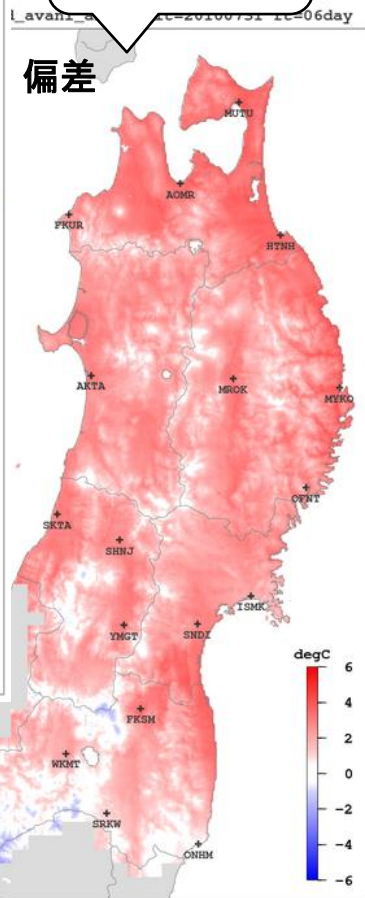 =20100731 ft=06day
偏差
MUTU
AOMR
FKUR
HTNH
AKTA
MROK
MYKO
OFNT
SKTA
SHNJ
ISMK
YMGT
SNDI
degC
6
4
2
0
-2
-4
-6
FKSM
WKMT
SRKW
ONHM